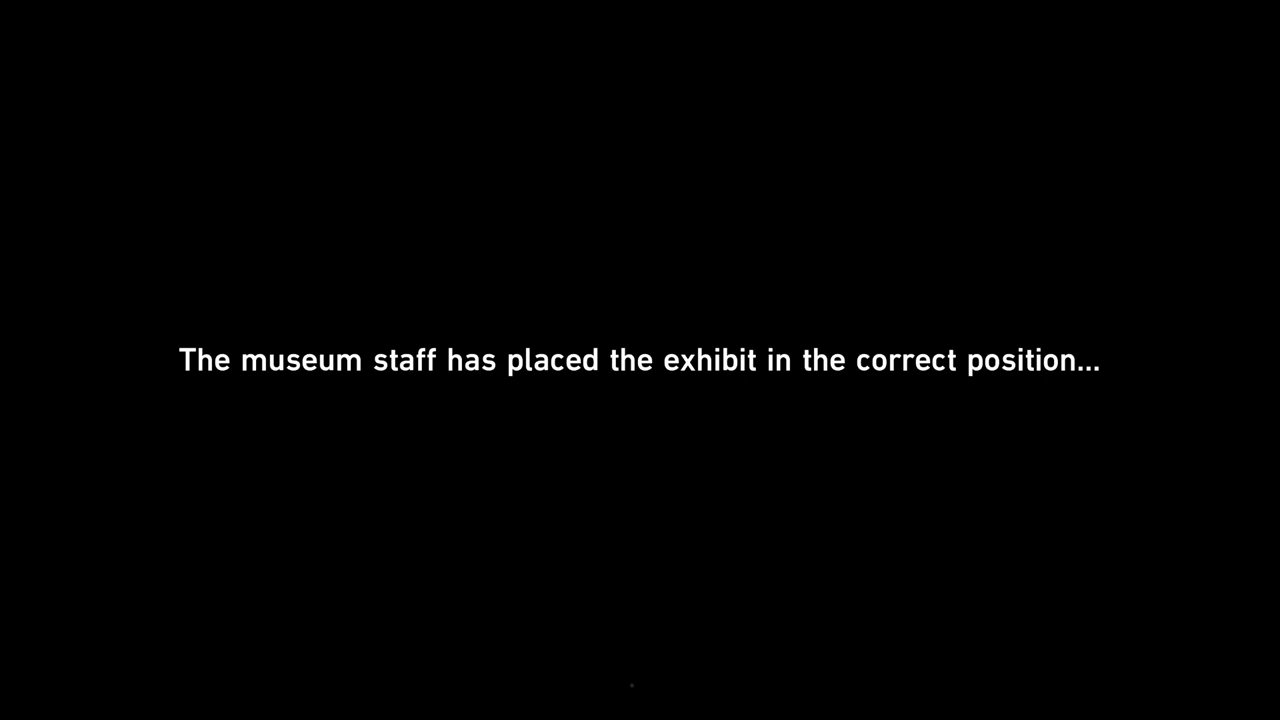 The museum staff has placed the exhibit in the correct position...